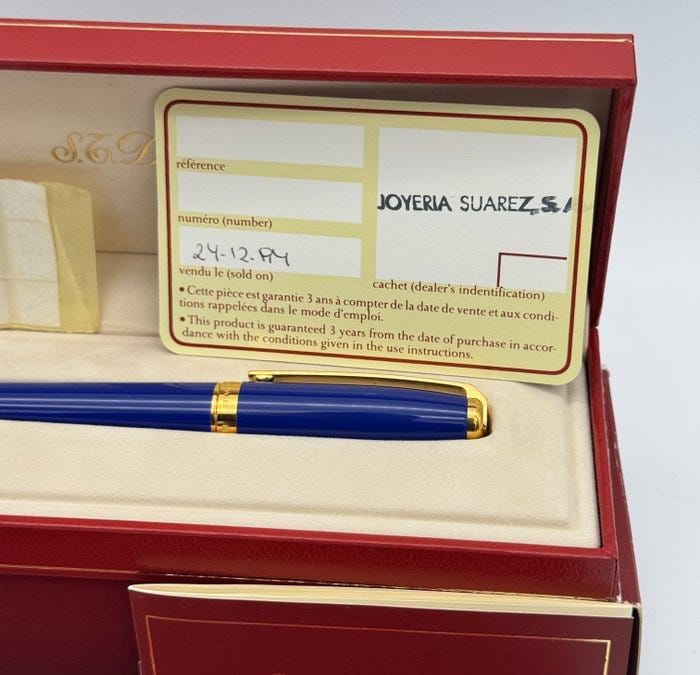 S.T.D
référence
numéro (number)
24-12-94
vendu le (sold on)
JOYERIA SUAREZ, S. A
cachet (dealer's indentification)
• Cette pièce est garantie 3 ans à compter de la date de vente et aux condi-
tions rappelées dans le mode d'emploi.
• This product is guaranteed 3 years from the date of purchase in accor-
dance with the conditions given in the use instructions.